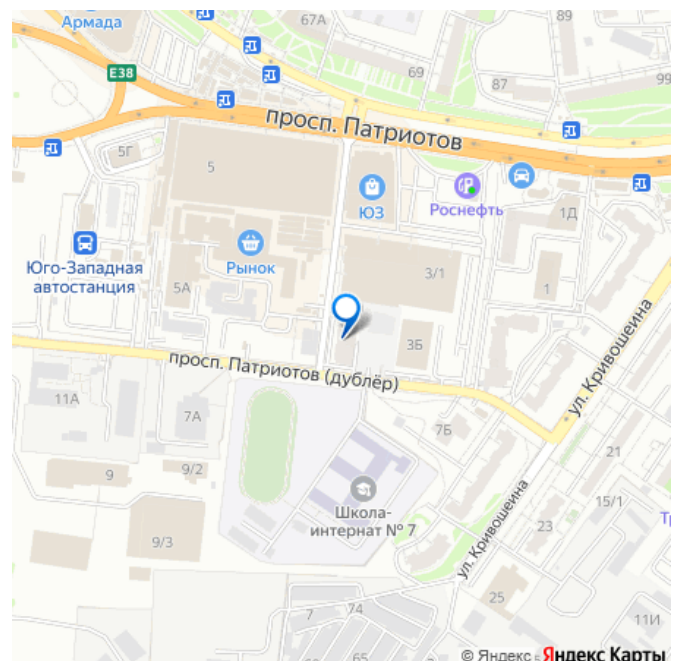 67А
89
Армада
69
E38
87
99
просп. Патриотов
5Г
5
ЮЗ
Роснефть
1Д
Юго-Западная
автостанция
Рынок
3/1
5А
1
3Б
просп. Патриотов (дублёр)
ул. Кривошеина
11А
7А
7Б
21
9
9/2
15/1
Школа-
интернат № 7
23
9/3
ул. Кривошеина
25
7
74
11И
65
© Яндекс
Яндекс Карты